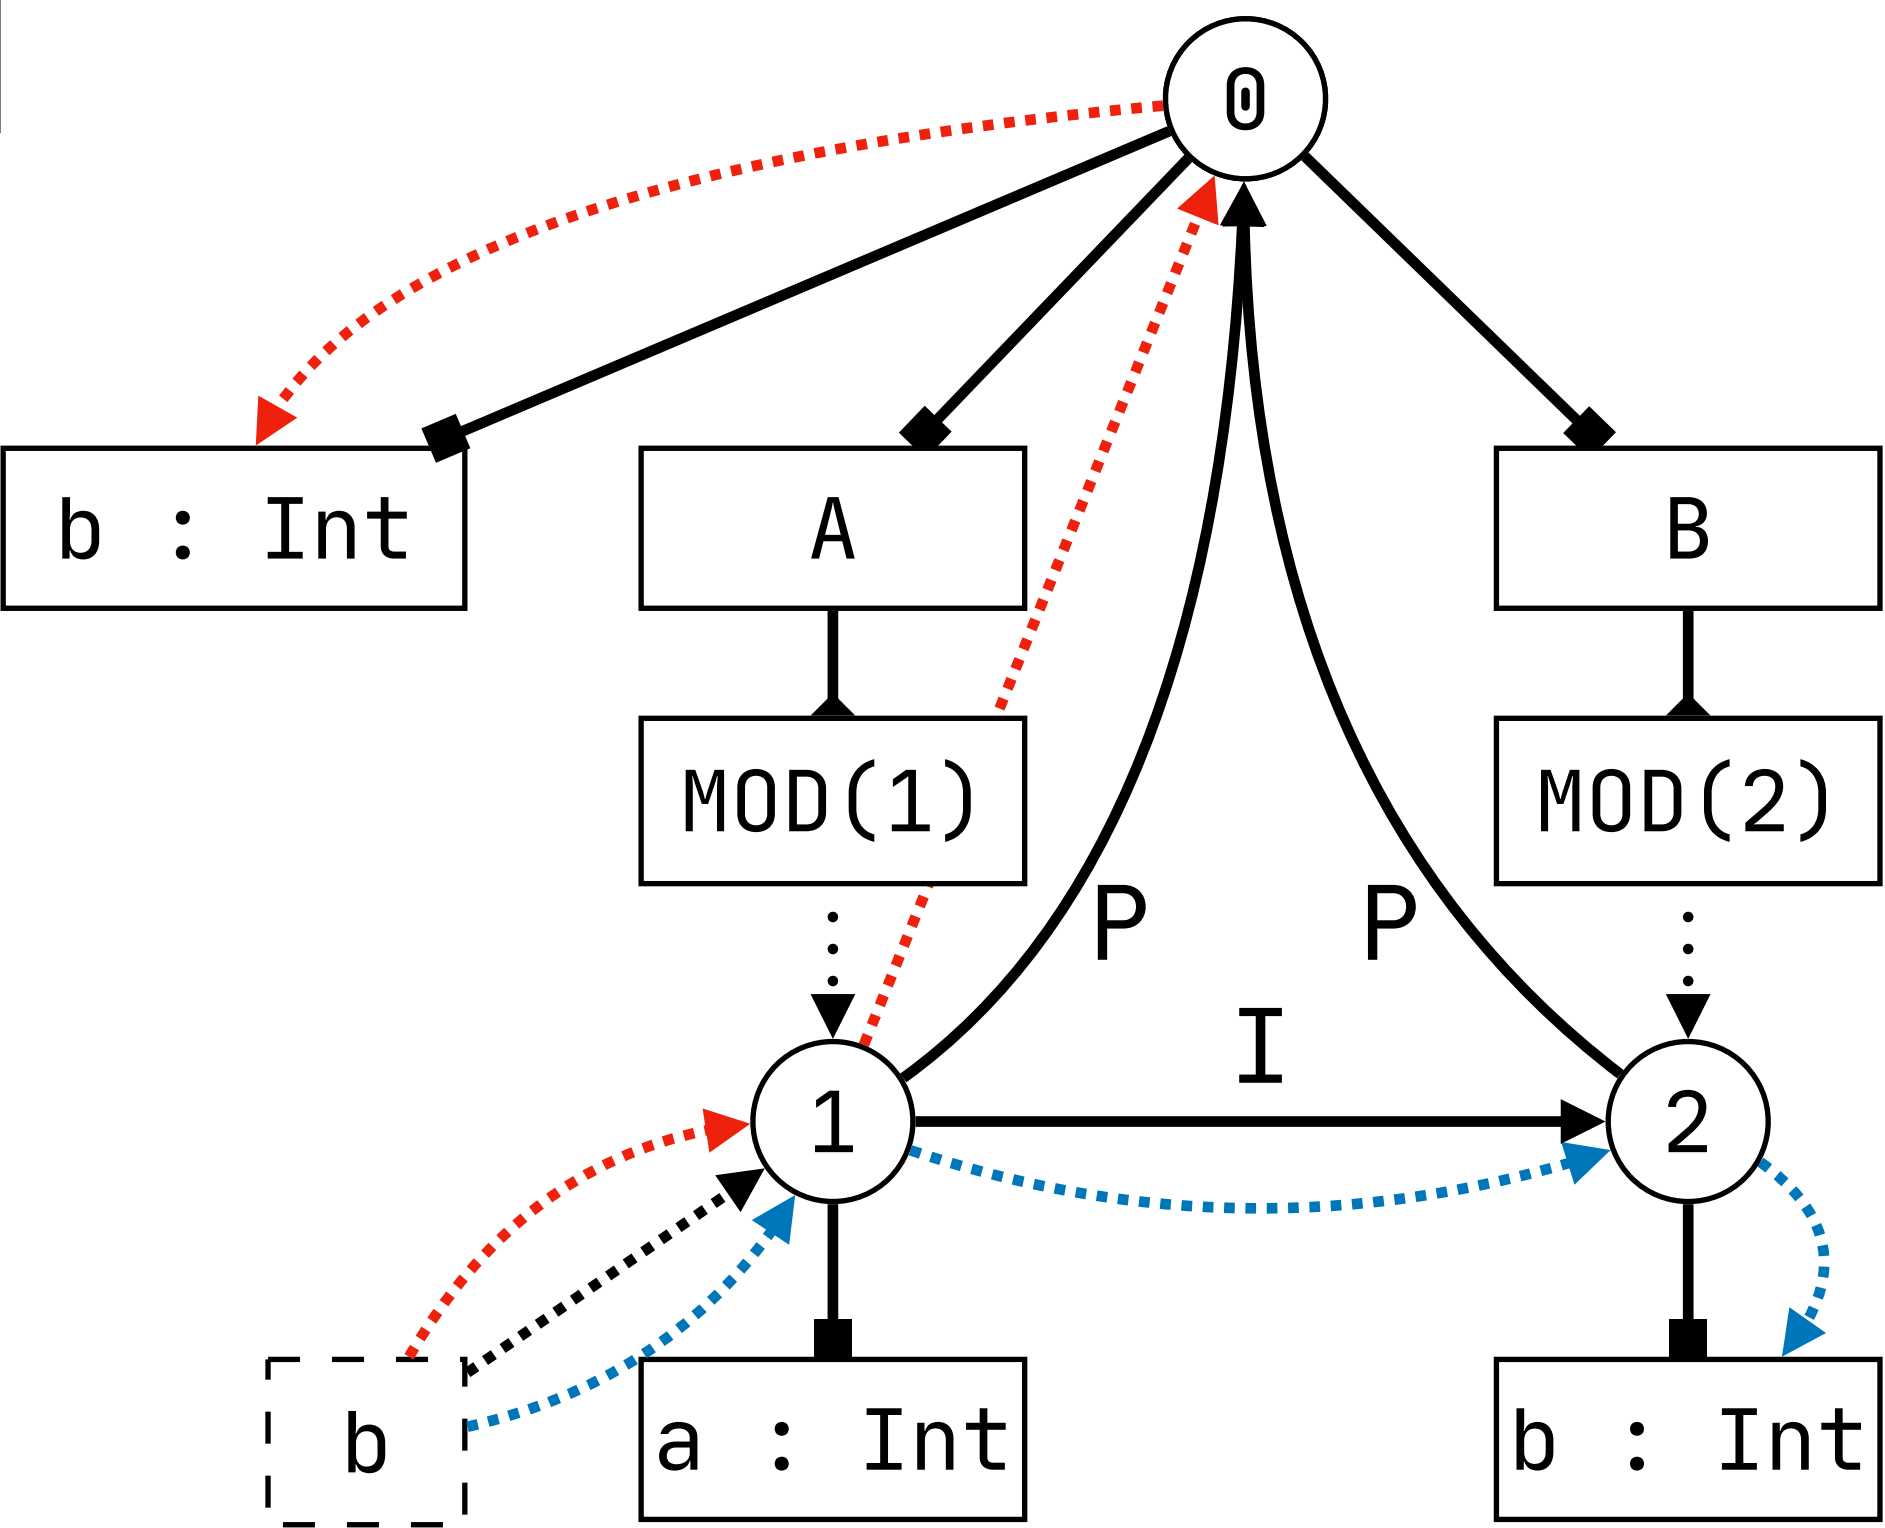 0
b : Int
A
B
MOD(1)
MOD(2)
P
P
I
1
2
b
a : Int
b : Int